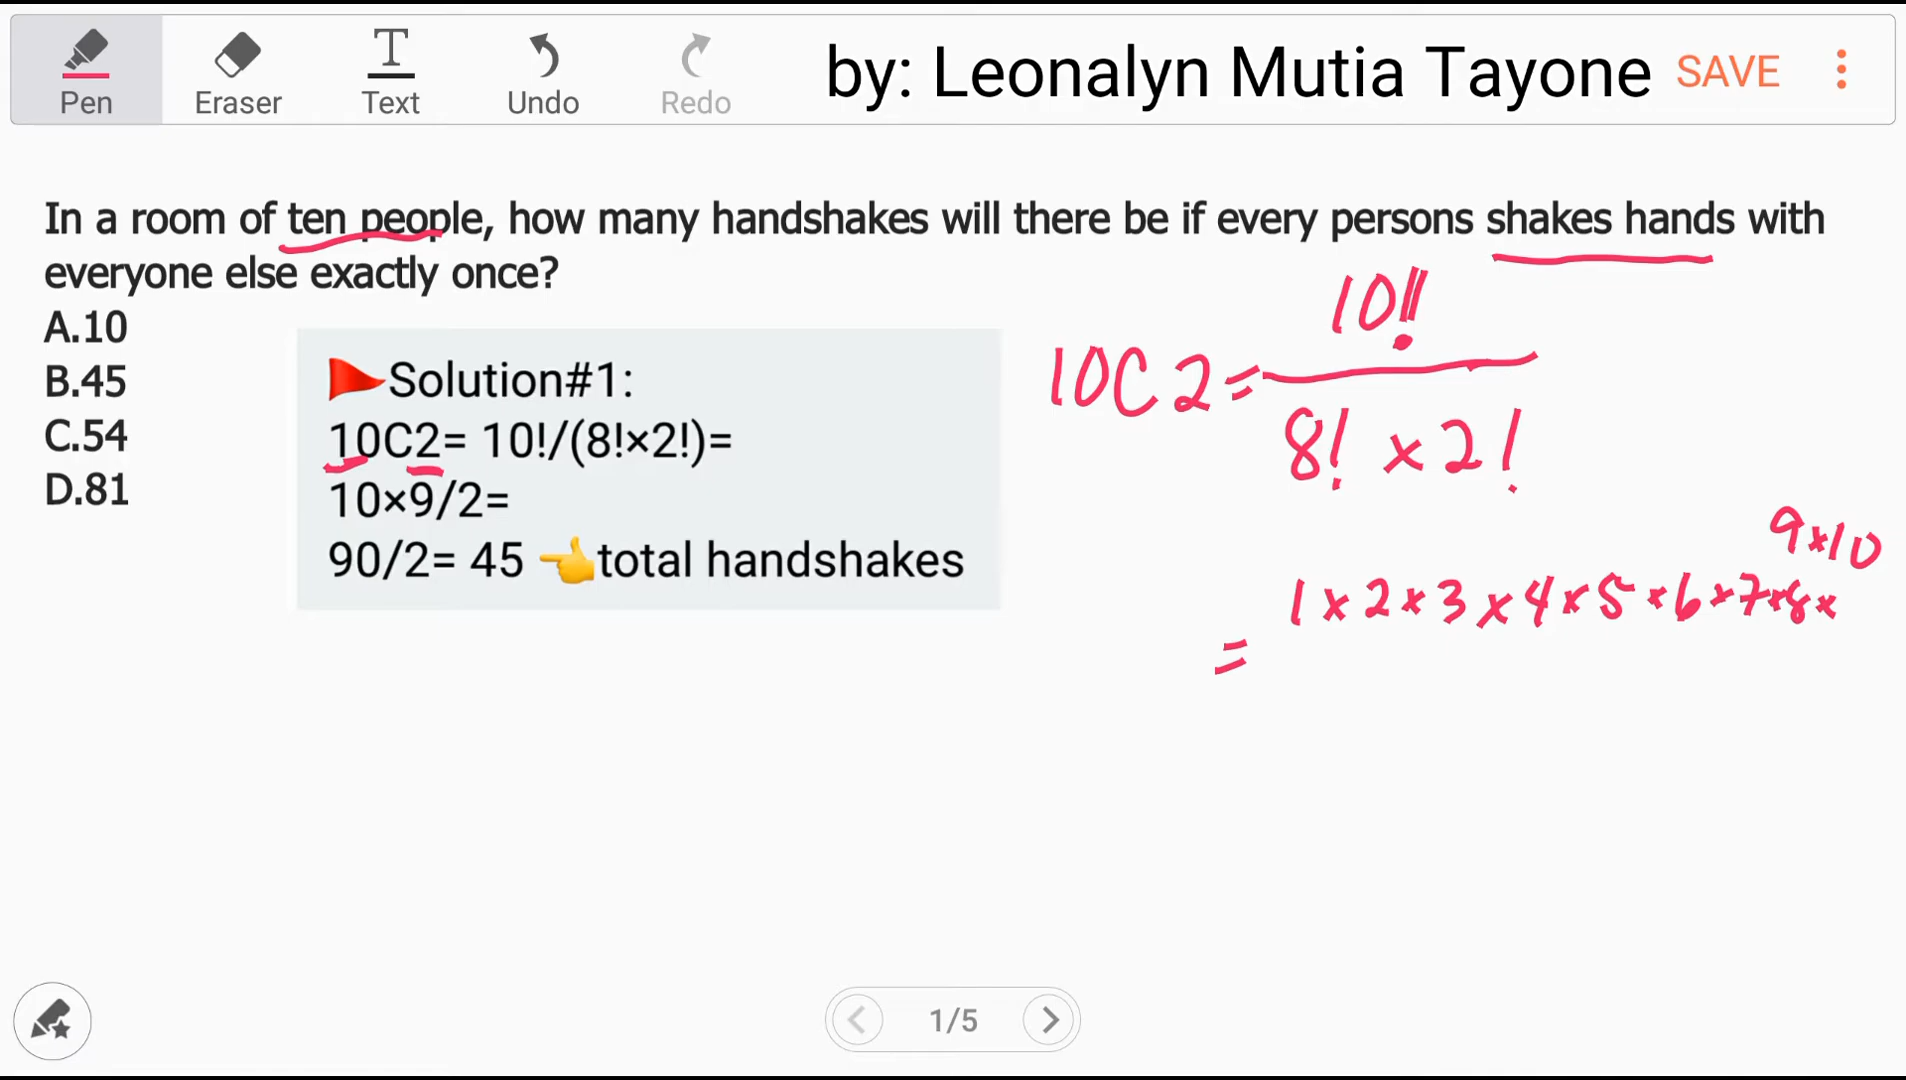 Pen
Eraser
Text
Undo
Redo
by: Leonalyn Mutia Tayone
SAVE
In a room of ten people, how many handshakes will there be if every persons shakes hands with
everyone else exactly once?
A.10
B.45
C.54
D.81
🚩Solution#1:
10C2= 10!/(8!×2!)=
10×9/2=
90/2= 45 👈total handshakes
10!!
10C2=
8! × 2!
9×10
1×2×3×4×5×6×7×8×
=
1/5